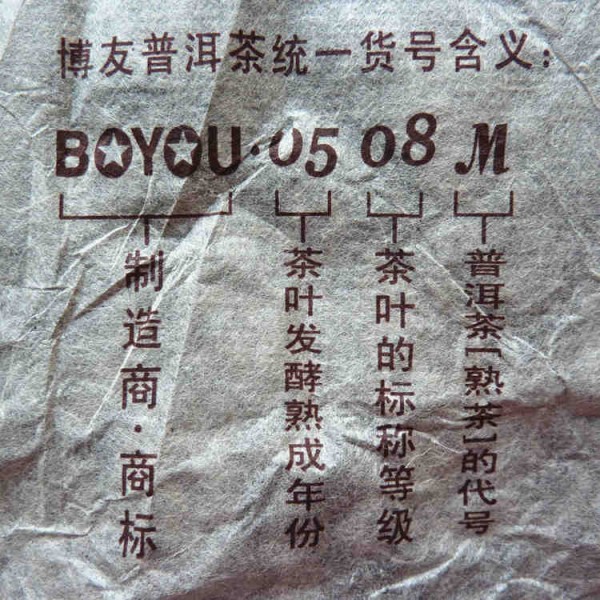 博友普洱茶统一货号含义：
BOYOU·05 08 M
制造商·商标
茶叶发酵熟成年份
茶叶的标称等级
普洱茶[熟茶]的代号